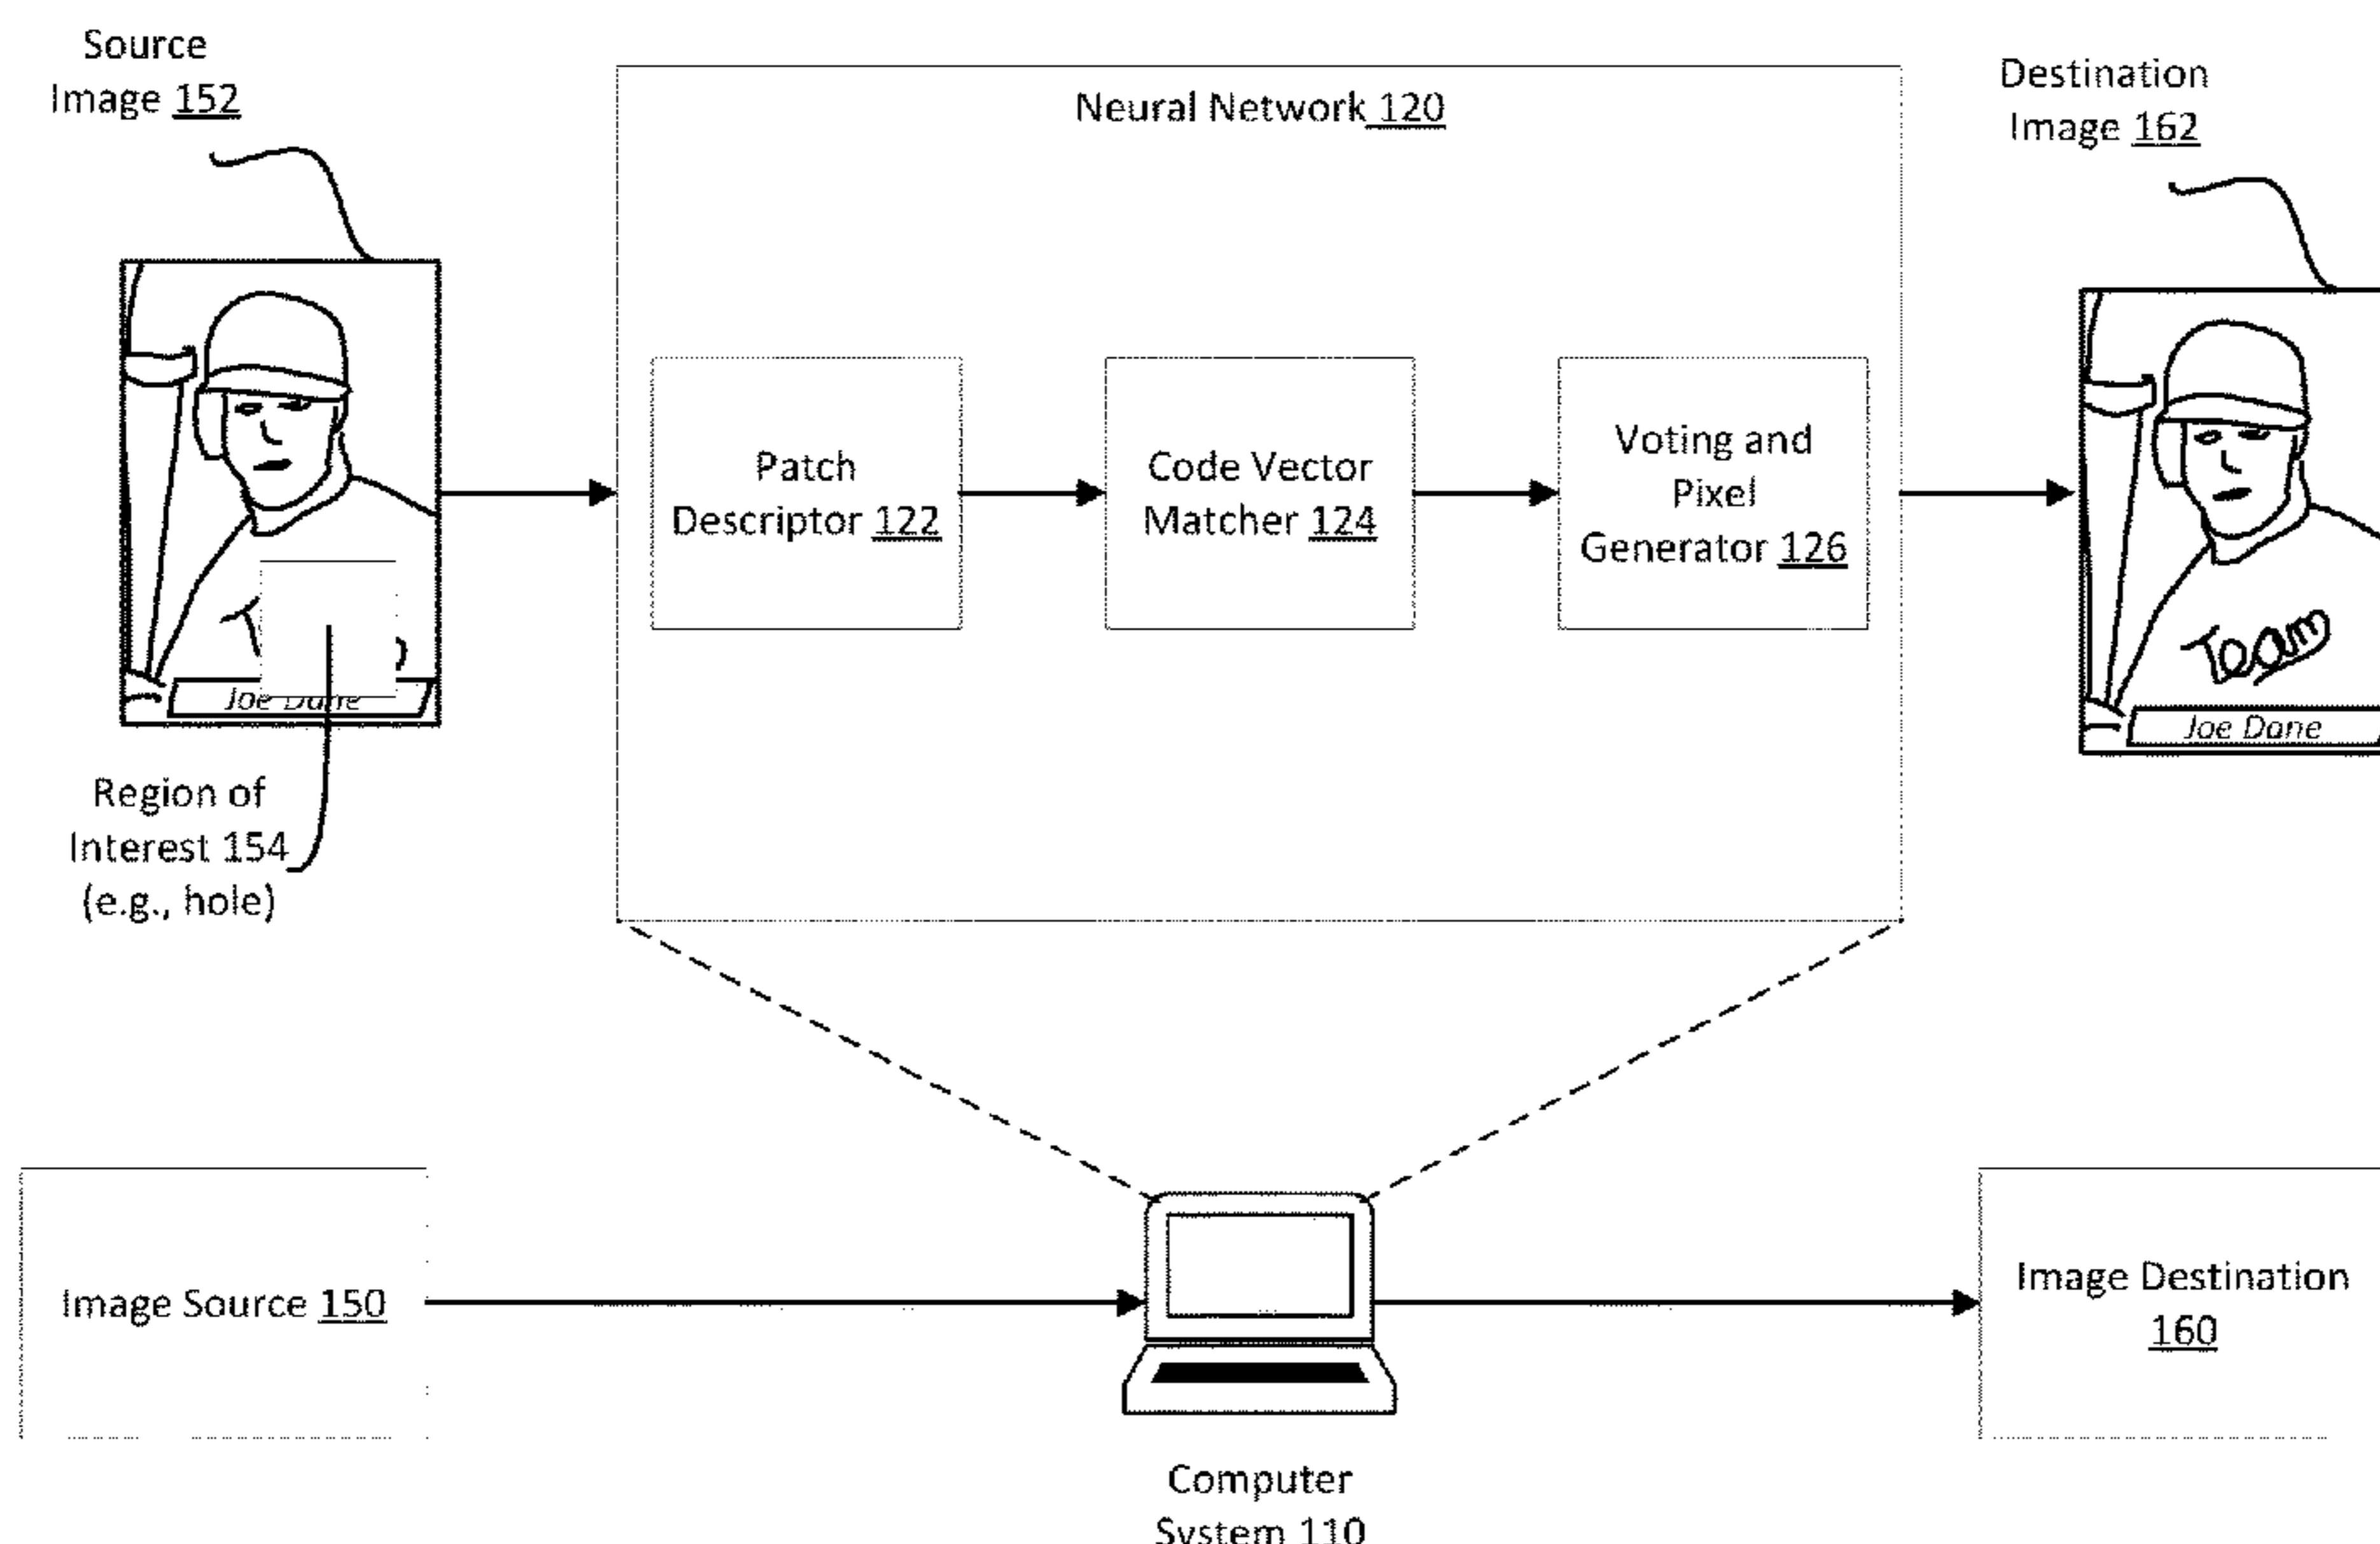 Source
Image 152
Neural Network 120
Destination
Image 162
Patch
Descriptor 122
Code Vector
Matcher 124
Voting and
Pixel
Generator 126
Team
Joe Dane
Joe Dane
Region of
Interest 154
(e.g., hole)
Image Source 150
Image Destination
160
Computer
System 110